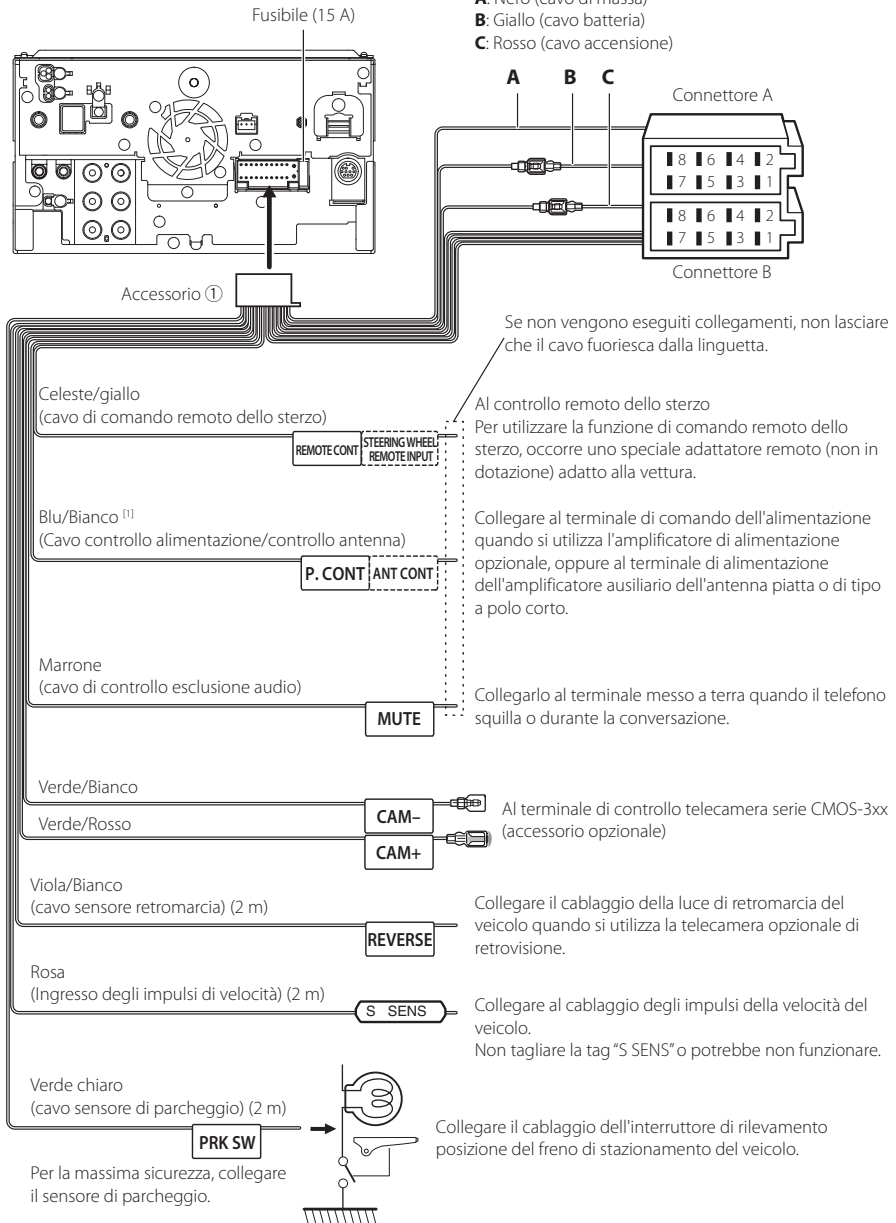 Fusibile (15 A)
A: Nero (cavo di massa)
B: Giallo (cavo batteria)
C: Rosso (cavo accensione)
A B C
Connettore A
8 6 4 2
7 5 3 1
8 6 4 2
7 5 3 1
Connettore B
Accessorio ①
Se non vengono eseguiti collegamenti, non lasciare
che il cavo fuoriesca dalla linguetta.
Celeste/giallo
(cavo di comando remoto dello sterzo)
REMOTE CONT
STEERING WHEEL
REMOTE INPUT
Al controllo remoto dello sterzo
Per utilizzare la funzione di comando remoto dello
sterzo, occorre uno speciale adattatore remoto (non in
dotazione) adatto alla vettura.
Blu/Bianco [1]
(Cavo controllo alimentazione/controllo antenna)
P. CONT ANT CONT
Collegare al terminale di comando dell'alimentazione
quando si utilizza l'amplificatore di alimentazione
opzionale, oppure al terminale di alimentazione
dell'amplificatore ausiliario dell'antenna piatta o di tipo
a polo corto.
Marrone
(cavo di controllo esclusione audio)
MUTE
Collegarlo al terminale messo a terra quando il telefono
squilla o durante la conversazione.
Verde/Bianco
CAM–
Verde/Rosso
CAM+
Al terminale di controllo telecamera serie CMOS-3xx
(accessorio opzionale)
Viola/Bianco
(cavo sensore retromarcia) (2 m)
REVERSE
Collegare il cablaggio della luce di retromarcia del
veicolo quando si utilizza la telecamera opzionale di
retrovisione.
Rosa
(Ingresso degli impulsi di velocità) (2 m)
S SENS
Collegare al cablaggio degli impulsi della velocità del
veicolo.
Non tagliare la tag “S SENS” o potrebbe non funzionare.
Verde chiaro
(cavo sensore di parcheggio) (2 m)
PRK SW
Per la massima sicurezza, collegare
il sensore di parcheggio.
Collegare il cablaggio dell'interruttore di rilevamento
posizione del freno di stazionamento del veicolo.